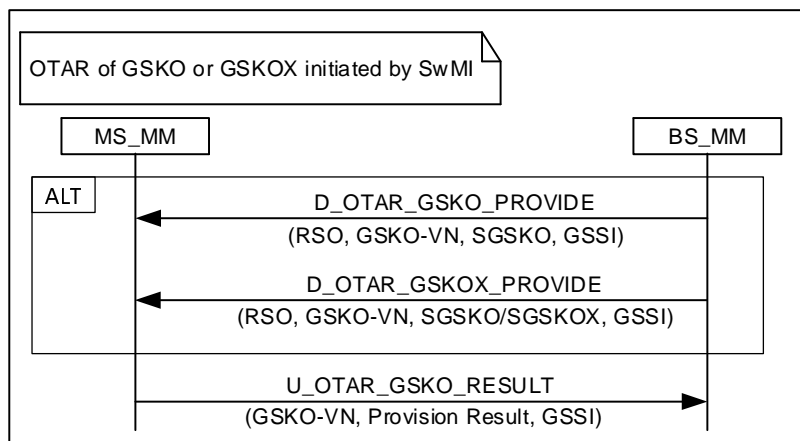 OTAR of GSKO or GSKOX initiated by SwMI
MS_MM
BS_MM
ALT
D_OTAR_GSKO_PROVIDE
(RSO, GSKO-VN, SGSKO, GSSI)
D_OTAR_GSKOX_PROVIDE
(RSO, GSKO-VN, SGSKO/SGSKOX, GSSI)
U_OTAR_GSKO_RESULT
(GSKO-VN, Provision Result, GSSI)